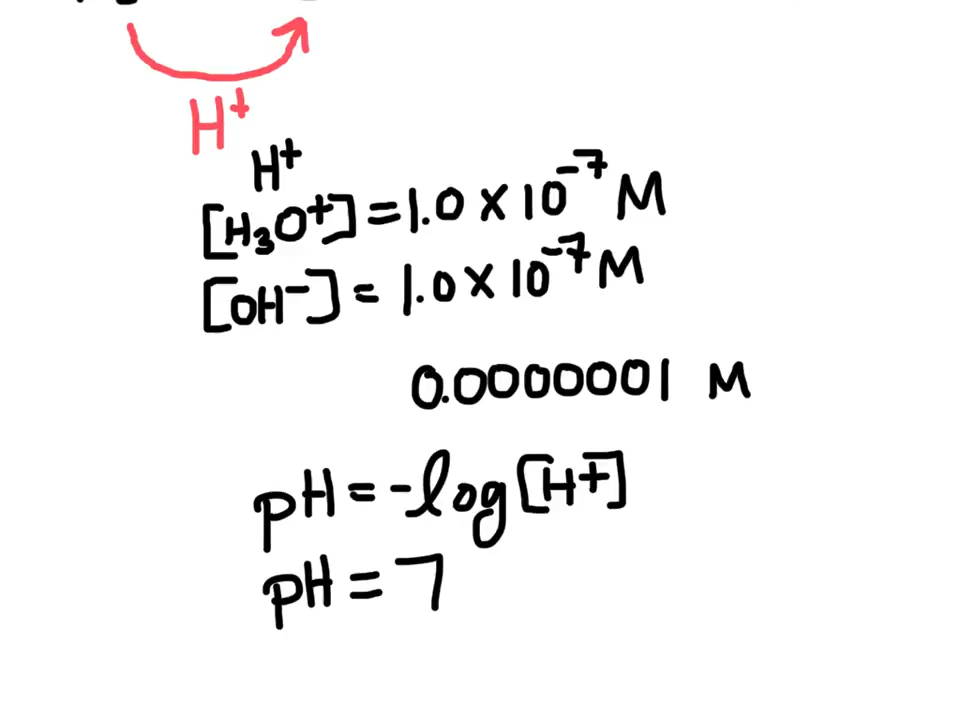 H⁺
H⁺
[H₃O⁺] = 1.0 × 10⁻⁷ M
[OH⁻] = 1.0 × 10⁻⁷ M
0.0000001 M
pH = -log [H⁺]
pH = 7